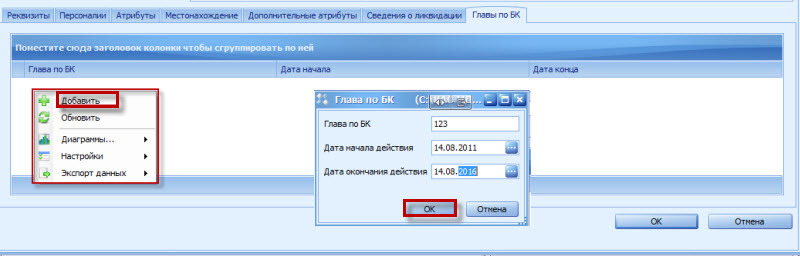 Реквизиты Персоналии Атрибуты Местонахождение Дополнительные атрибуты Сведения о ликвидации Главы по БК
Поместите сюда заголовок колонки чтобы сгруппировать по ней
Глава по БК Дата начала Дата конца
Добавить
Обновить
Диаграммы...
Настройки
Экспорт данных
Глава по БК (C:
Глава по БК 123
Дата начала действия 14.08.2011
Дата окончания действия 14.08.2016
OK Отмена
OK Отмена